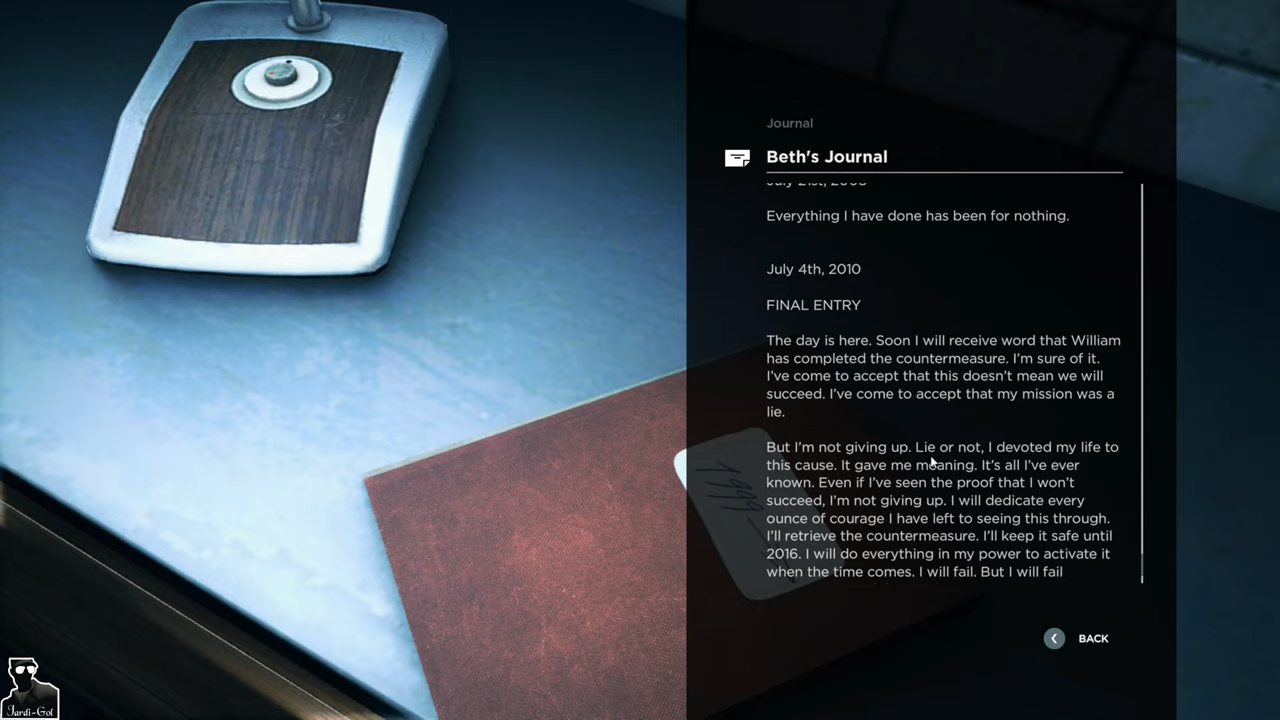 Journal
Beth's Journal
Everything I have done has been for nothing.
July 4th, 2010
FINAL ENTRY
The day is here. Soon I will receive word that William
has completed the countermeasure. I'm sure of it.
I've come to accept that this doesn't mean we will
succeed. I've come to accept that my mission was a
lie.
But I'm not giving up. Lie or not, I devoted my life to
this cause. It gave me meaning. It's all I've ever
known. Even if I've seen the proof that I won't
succeed, I'm not giving up. I will dedicate every
ounce of courage I have left to seeing this through.
I'll retrieve the countermeasure. I'll keep it safe until
2016. I will do everything in my power to activate it
when the time comes. I will fail. But I will fail
BACK
1999–
Jardi-Gol